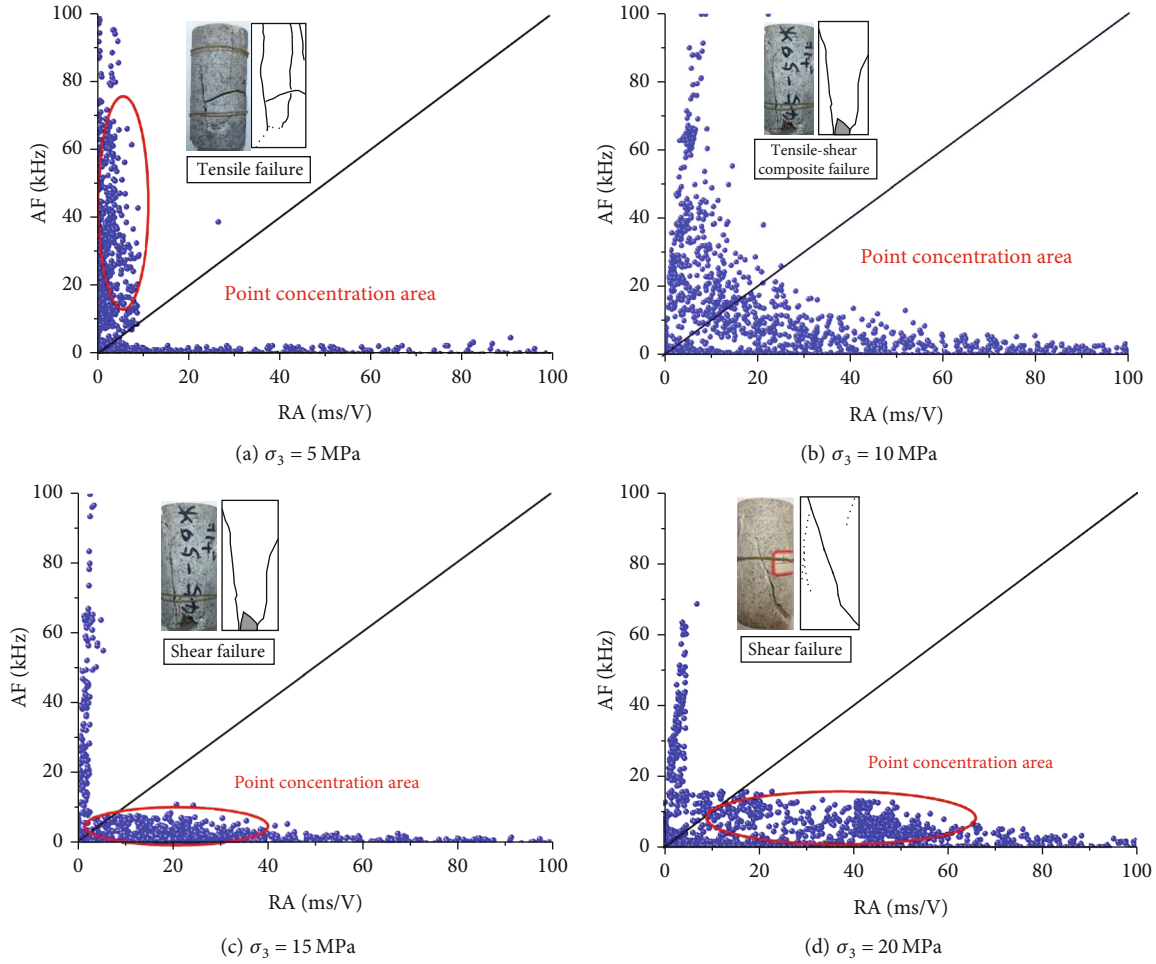 100
80
60
40
20
0
AF (kHz)
Tensile failure
Point concentration area
0 20 40 60 80 100
RA (ms/V)
(a) σ₃ = 5 MPa
100
80
60
40
20
0
AF (kHz)
Tensile-shear
composite failure
Point concentration area
0 20 40 60 80 100
RA (ms/V)
(b) σ₃ = 10 MPa
100
80
60
40
20
0
AF (kHz)
Shear failure
Point concentration area
0 20 40 60 80 100
RA (ms/V)
(c) σ₃ = 15 MPa
100
80
60
40
20
0
AF (kHz)
Shear failure
Point concentration area
0 20 40 60 80 100
RA (ms/V)
(d) σ₃ = 20 MPa